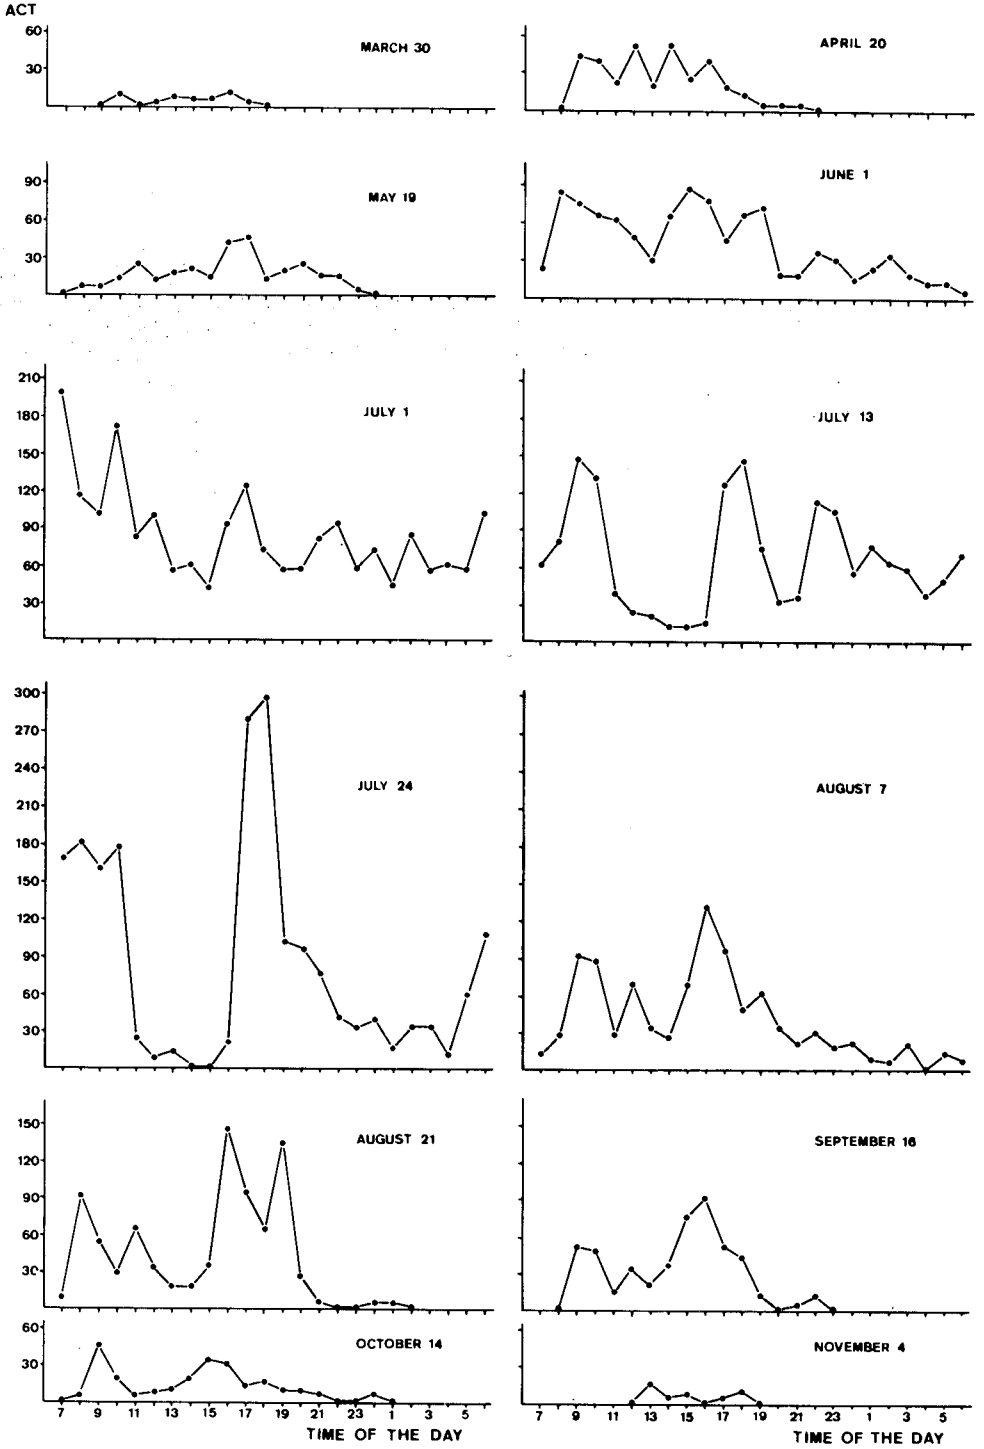 ACT
60
30
MARCH 30
APRIL 20
90
60
30
MAY 19
JUNE 1
210
180
150
120
90
60
30
JULY 1
JULY 13
300
270
240
210
180
150
120
90
60
30
JULY 24
AUGUST 7
150
120
90
60
30
AUGUST 21
SEPTEMBER 16
60
30
OCTOBER 14
NOVEMBER 4
7 9 11 13 15 17 19 21 23 1 3 5
7 9 11 13 15 17 19 21 23 1 3 5
TIME OF THE DAY
TIME OF THE DAY